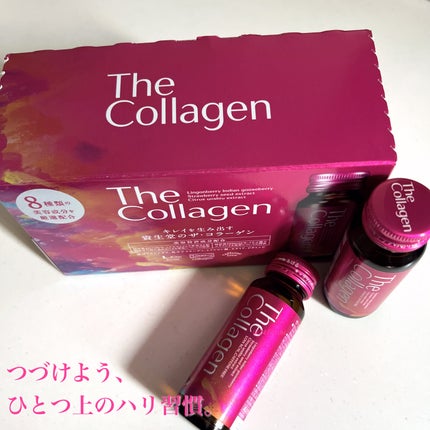 The
Collagen
The
Collagen
Lingonberry Indian gooseberry
Strawberry seed extract
Citrus unshiu extract
8種類の
美容成分を
厳選配合
キレイを生み出す
資生堂のザ・コラーゲン
The
Collagen
The
Collagen
The
Collagen
つづけよう、
ひとつ上のハリ習慣。